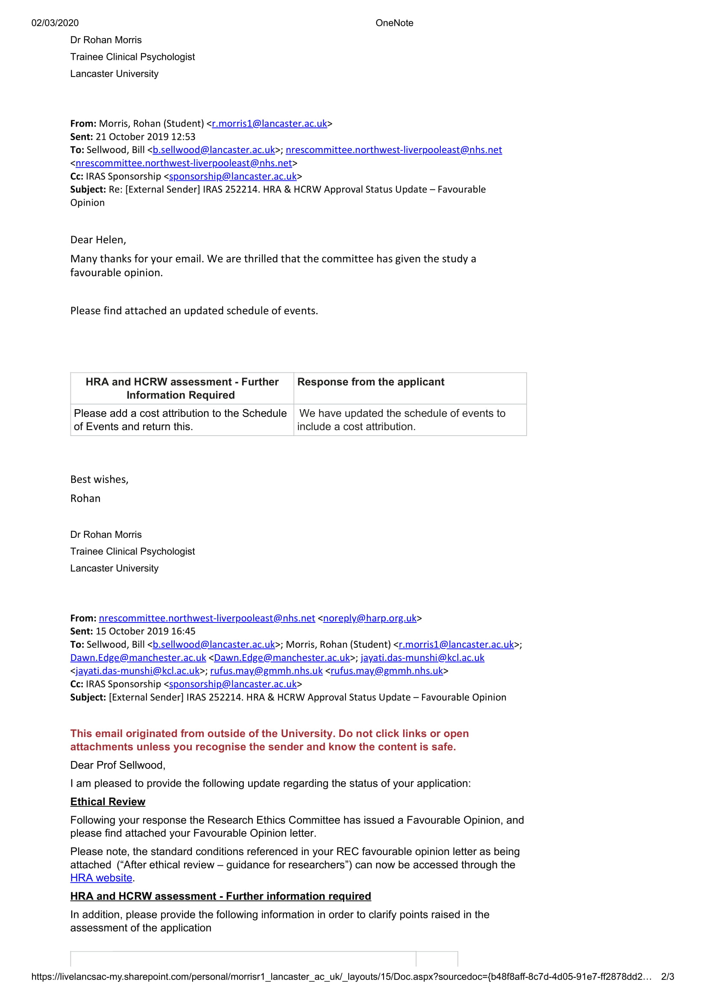 02/03/2020 OneNote
Dr Rohan Morris
Trainee Clinical Psychologist
Lancaster University
From: Morris, Rohan (Student) <r.morris1@lancaster.ac.uk>
Sent: 21 October 2019 12:53
To: Sellwood, Bill <b.sellwood@lancaster.ac.uk>; nrescommittee.northwest-liverpooleast@nhs.net
<nrescommittee.northwest-liverpooleast@nhs.net>
Cc: IRAS Sponsorship <sponsorship@lancaster.ac.uk>
Subject: Re: [External Sender] IRAS 252214. HRA & HCRW Approval Status Update – Favourable
Opinion
Dear Helen,
Many thanks for your email. We are thrilled that the committee has given the study a
favourable opinion.
Please find attached an updated schedule of events.
HRA and HCRW assessment - Further
Information Required
Response from the applicant
Please add a cost attribution to the Schedule
of Events and return this.
We have updated the schedule of events to
include a cost attribution.
Best wishes,
Rohan
Dr Rohan Morris
Trainee Clinical Psychologist
Lancaster University
From: nrescommittee.northwest-liverpooleast@nhs.net <noreply@harp.org.uk>
Sent: 15 October 2019 16:45
To: Sellwood, Bill <b.sellwood@lancaster.ac.uk>; Morris, Rohan (Student) <r.morris1@lancaster.ac.uk>;
Dawn.Edge@manchester.ac.uk <Dawn.Edge@manchester.ac.uk>; jayati.das-munshi@kcl.ac.uk
<jayati.das-munshi@kcl.ac.uk>; rufus.may@gmmh.nhs.uk <rufus.may@gmmh.nhs.uk>
Cc: IRAS Sponsorship <sponsorship@lancaster.ac.uk>
Subject: [External Sender] IRAS 252214. HRA & HCRW Approval Status Update – Favourable Opinion
This email originated from outside of the University. Do not click links or open
attachments unless you recognise the sender and know the content is safe.
Dear Prof Sellwood,
I am pleased to provide the following update regarding the status of your application:
Ethical Review
Following your response the Research Ethics Committee has issued a Favourable Opinion, and
please find attached your Favourable Opinion letter.
Please note, the standard conditions referenced in your REC favourable opinion letter as being
attached (“After ethical review – guidance for researchers”) can now be accessed through the
HRA website.
HRA and HCRW assessment - Further information required
In addition, please provide the following information in order to clarify points raised in the
assessment of the application
https://livelancsac-my.sharepoint.com/personal/morrisr1_lancaster_ac_uk/_layouts/15/Doc.aspx?sourcedoc={b48f8aff-8c7d-4d05-91e7-ff2878dd2… 2/3